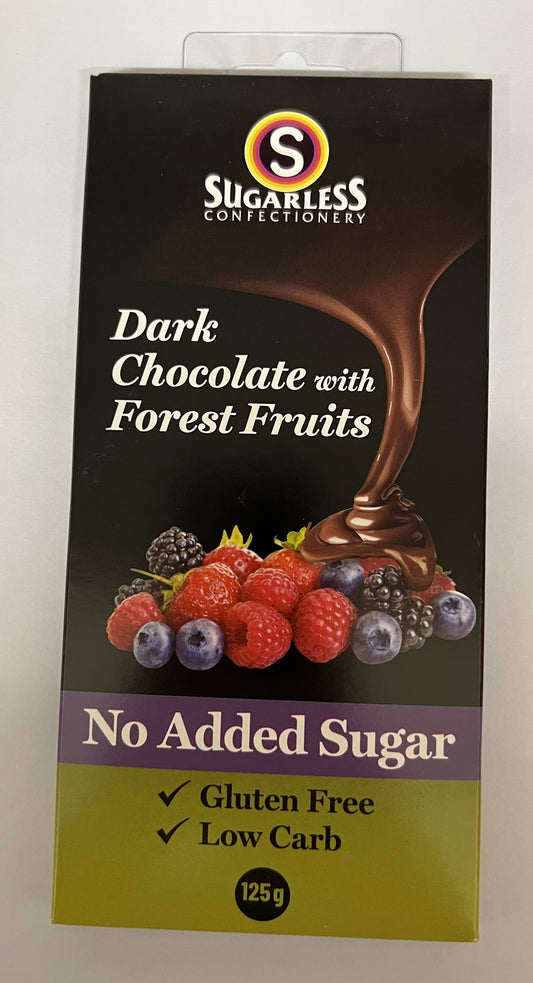 S
SUGARLESS
CONFECTIONERY
Dark
Chocolate with
Forest Fruits
No Added Sugar
✓ Gluten Free
✓ Low Carb
125g